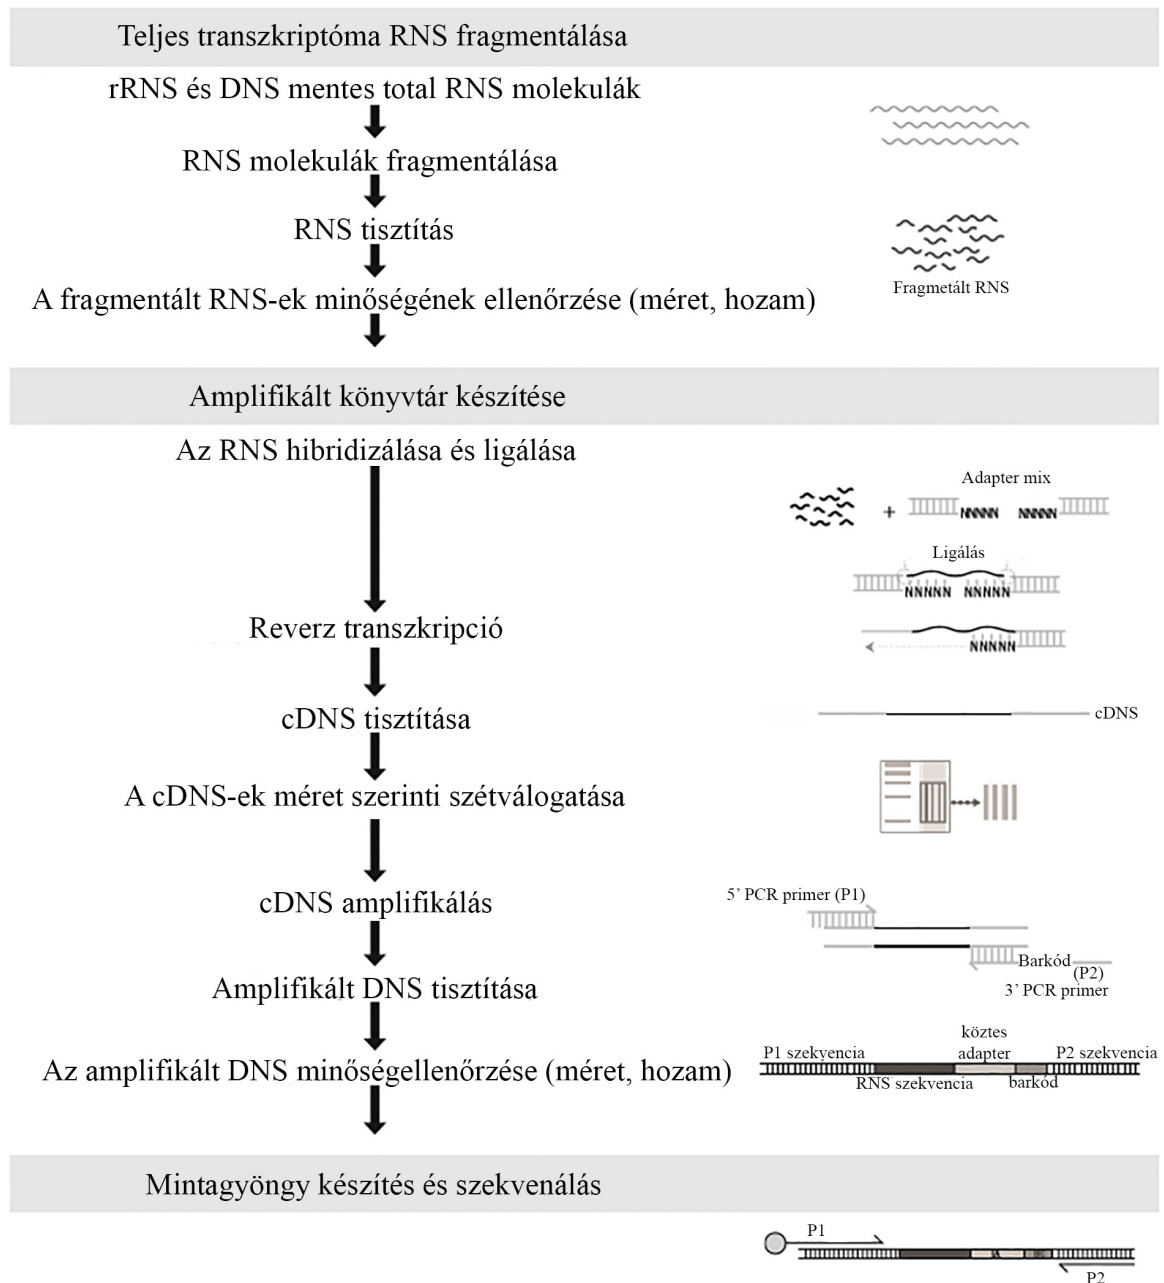 Teljes transzkriptóma RNS fragmentálása
rRNS és DNS mentes total RNS molekulák
RNS molekulák fragmentálása
RNS tisztítás
A fragmentált RNS-ek minőségének ellenőrzése (méret, hozam)
Fragmetált RNS
Amplifikált könyvtár készítése
Az RNS hibridizálása és ligálása
Adapter mix
+
NNNNN NNNNN
Ligálás
NNNNN NNNNN
Reverz transzkripció
NNNNN
cDNS tisztítása
cDNS
A cDNS-ek méret szerinti szétválogatása
cDNS amplifikálás
5’ PCR primer (P1)
Barkód
(P2)
3’ PCR primer
Amplifikált DNS tisztítása
Az amplifikált DNS minőségellenőrzése (méret, hozam)
köztes
P1 szekvencia adapter P2 szekvencia
RNS szekvencia barkód
Mintagyöngy készítés és szekvenálás
P1
P2